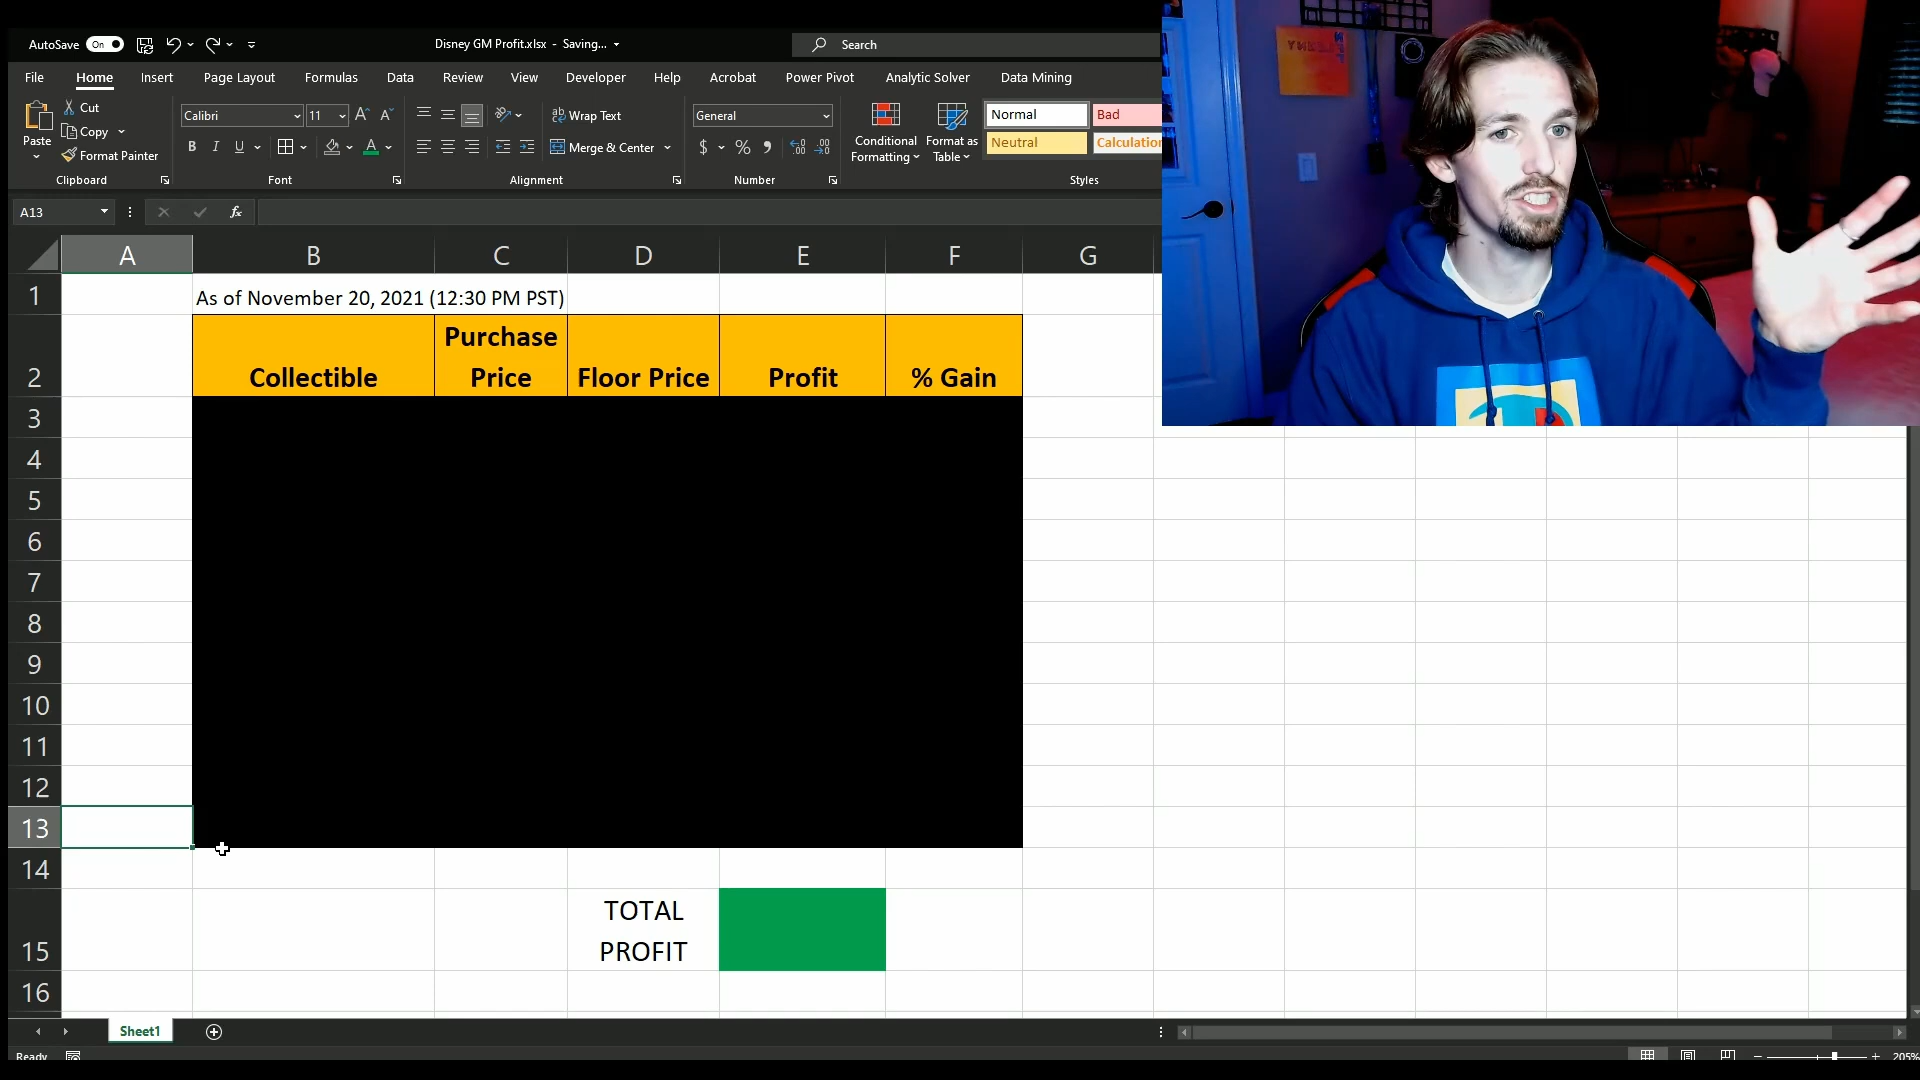 AutoSave On Disney GM Profit.xlsx - Saving... Search
File Home Insert Page Layout Formulas Data Review View Developer Help Acrobat Power Pivot Analytic Solver Data Mining
Paste Cut
Copy
Format Painter
Clipboard
Calibri 11
B I U
Font
Wrap Text
Merge & Center
Alignment
General
$ %
Number
Conditional Formatting
Format as Table
Normal Bad
Neutral Calculation
Styles
A13 fx
A B C D E F G
1 As of November 20, 2021 (12:30 PM PST)
2 Collectible Purchase Price Floor Price Profit % Gain
3
4
5
6
7
8
9
10
11
12
13
14
15 TOTAL PROFIT
16
Sheet1
Ready 205%